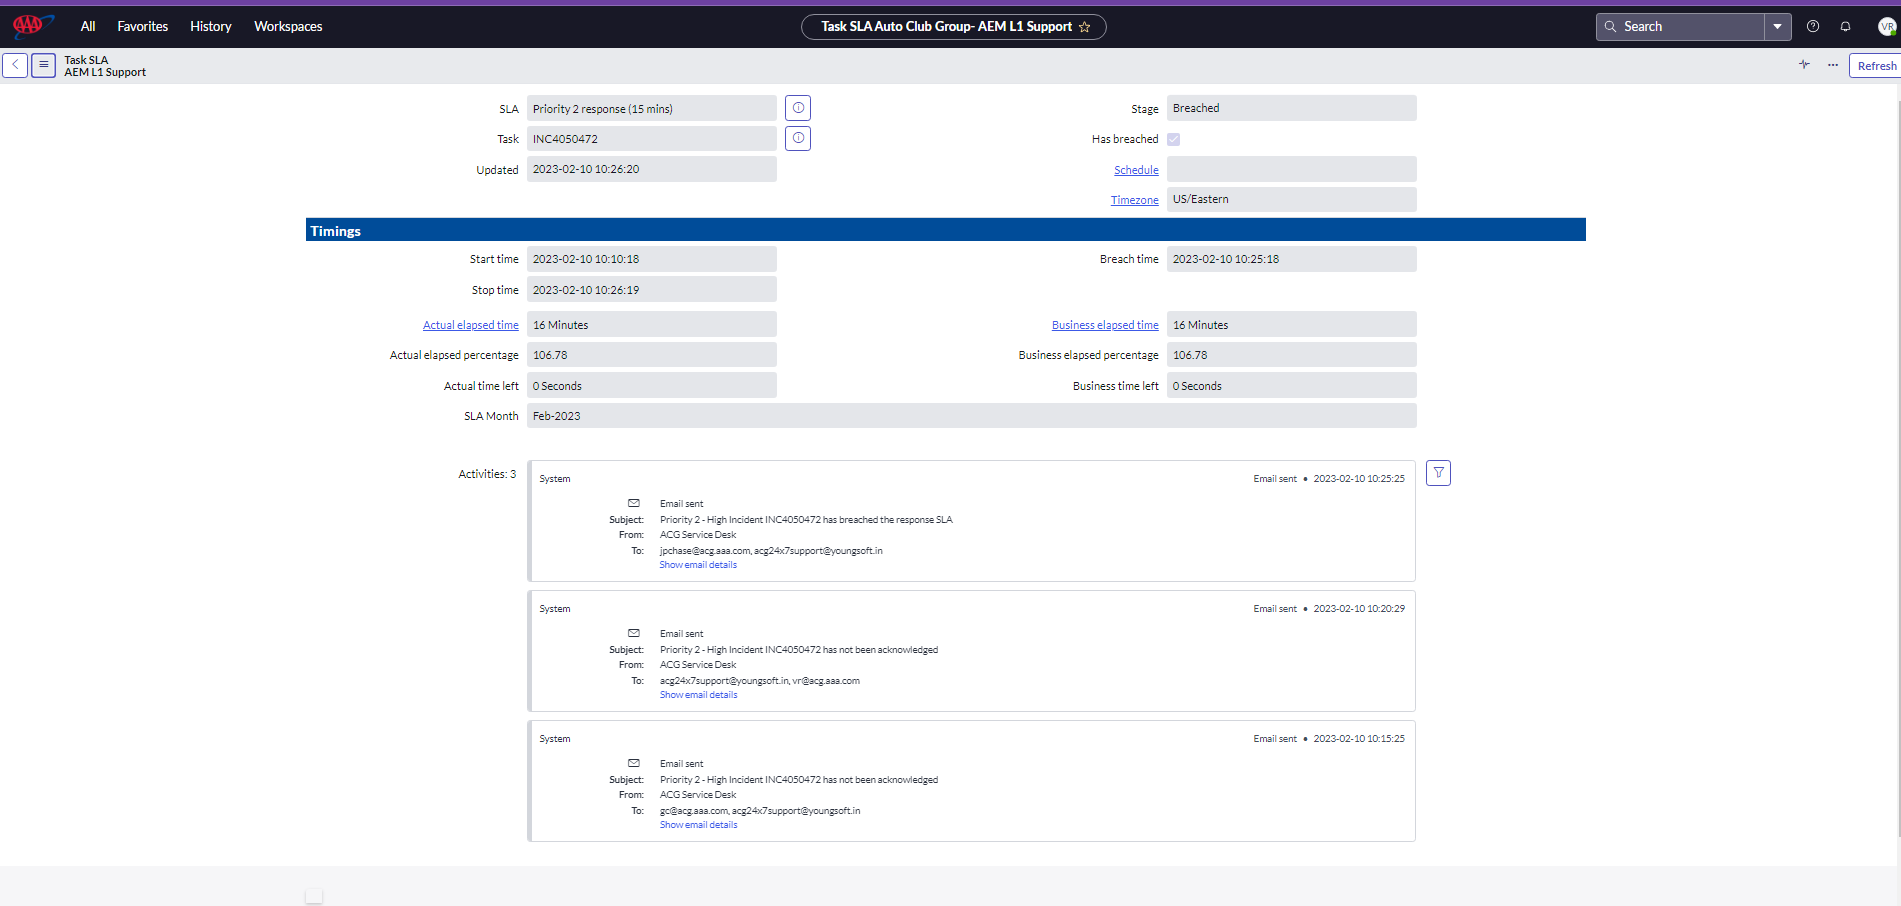 AAA All Favorites History Workspaces Task SLA Auto Club Group- AEM L1 Support Search VR
Task SLA
AEM L1 Support
Refresh
SLA Priority 2 response (15 mins) Stage Breached
Task INC4050472 Has breached
Updated 2023-02-10 10:26:20 Schedule
Timezone US/Eastern
Timings
Start time 2023-02-10 10:10:18 Breach time 2023-02-10 10:25:18
Stop time 2023-02-10 10:26:19
Actual elapsed time 16 Minutes Business elapsed time 16 Minutes
Actual elapsed percentage 106.78 Business elapsed percentage 106.78
Actual time left 0 Seconds Business time left 0 Seconds
SLA Month Feb-2023
Activities: 3
System Email sent • 2023-02-10 10:25:25
Email sent
Subject: Priority 2 - High Incident INC4050472 has breached the response SLA
From: ACG Service Desk
To: jpchase@acg.aaa.com, acg24x7support@youngsoft.in
Show email details
System Email sent • 2023-02-10 10:20:29
Email sent
Subject: Priority 2 - High Incident INC4050472 has not been acknowledged
From: ACG Service Desk
To: acg24x7support@youngsoft.in, vr@acg.aaa.com
Show email details
System Email sent • 2023-02-10 10:15:25
Email sent
Subject: Priority 2 - High Incident INC4050472 has not been acknowledged
From: ACG Service Desk
To: gc@acg.aaa.com, acg24x7support@youngsoft.in
Show email details